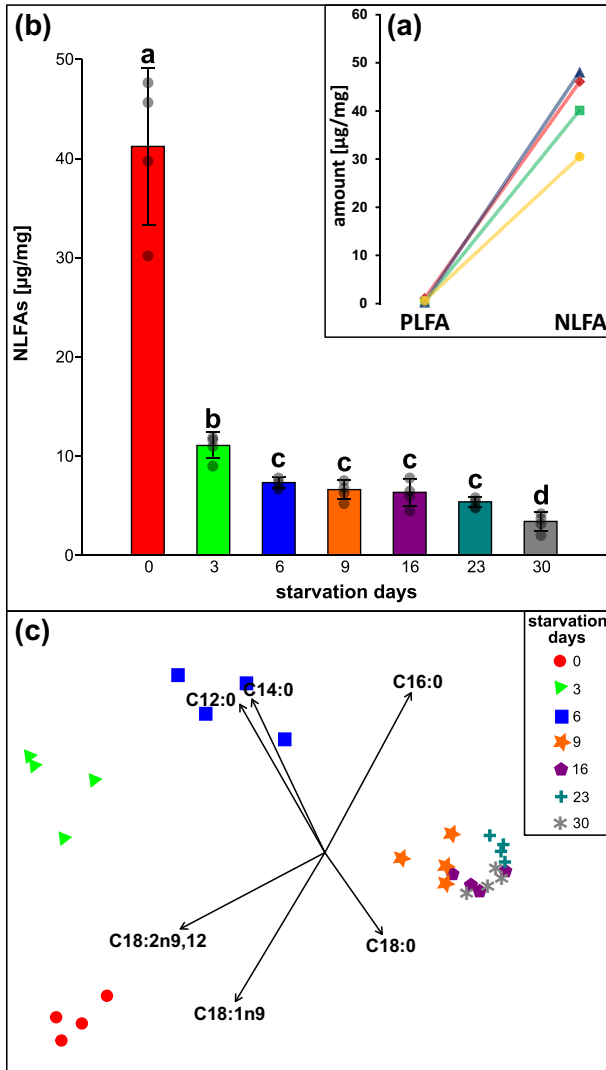 (b)
NLFAs [µg/mg]
50
40
30
20
10
0
a
b
c
c
c
c
d
0 3 6 9 16 23 30
starvation days
(a)
amount [µg/mg]
60
50
40
30
20
10
0
PLFA NLFA
(c)
C12:0
C14:0
C16:0
C18:2n9,12
C18:0
C18:1n9
starvation
days
0
3
6
9
16
23
30